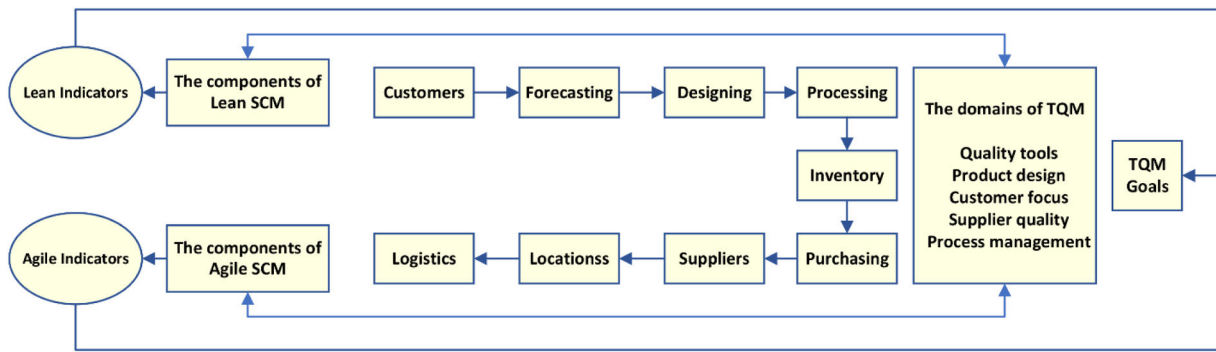 Lean Indicators
The components of
Lean SCM
Customers
Forecasting
Designing
Processing
Inventory
Purchasing
Suppliers
Locationss
Logistics
Agile Indicators
The components of
Agile SCM
The domains of TQM
Quality tools
Product design
Customer focus
Supplier quality
Process management
TQM
Goals